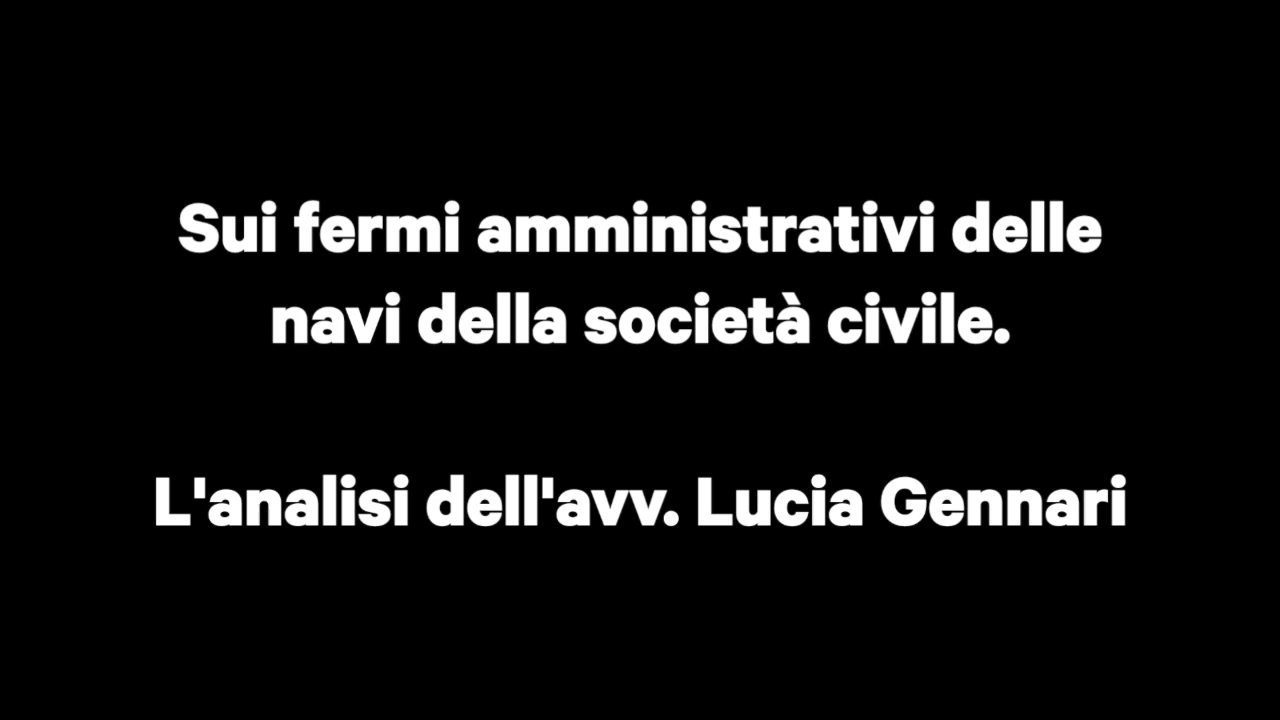 Sui fermi amministrativi delle
navi della società civile.
L'analisi dell'avv. Lucia Gennari